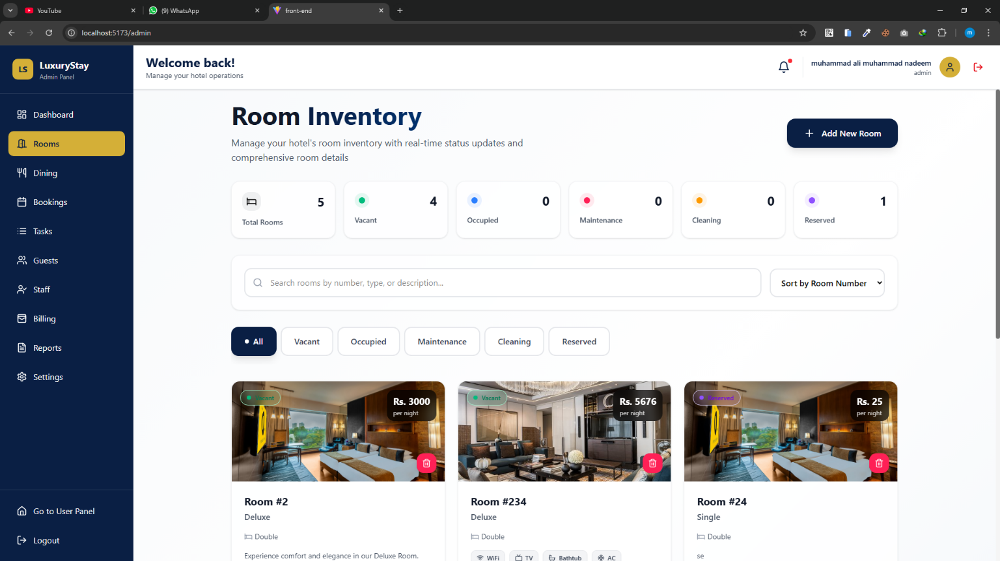 YouTube
(9) WhatsApp
front-end
localhost:5173/admin
m
LS
LuxuryStay
Admin Panel
Welcome back!
Manage your hotel operations
muhammad ali muhammad nadeem
admin
Dashboard
Rooms
Dining
Bookings
Tasks
Guests
Staff
Billing
Reports
Settings
Go to User Panel
Logout
Room Inventory
Manage your hotel's room inventory with real-time status updates and
comprehensive room details
Add New Room
5
Total Rooms
4
Vacant
0
Occupied
0
Maintenance
0
Cleaning
1
Reserved
Search rooms by number, type, or description...
Sort by Room Number
All
Vacant
Occupied
Maintenance
Cleaning
Reserved
Vacant
Rs. 3000
per night
Room #2
Deluxe
Double
Experience comfort and elegance in our Deluxe Room.
Vacant
Rs. 5676
per night
Room #234
Deluxe
Double
WiFi
TV
Bathtub
AC
Reserved
Rs. 25
per night
Room #24
Single
Double
se